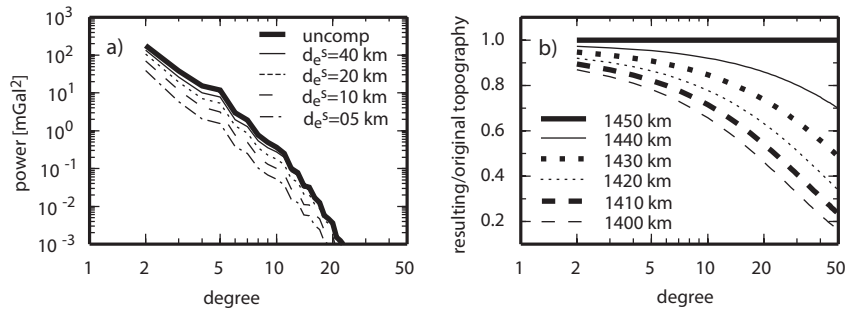 a)
power [mGal²]
10³
10²
10¹
10⁰
10⁻¹
10⁻²
10⁻³
1 2 5 10 20 50
degree
uncomp
dₑˢ=40 km
dₑˢ=20 km
dₑˢ=10 km
dₑˢ=05 km
b)
resulting/original topography
1.0
0.8
0.6
0.4
0.2
1 2 5 10 20 50
degree
1450 km
1440 km
1430 km
1420 km
1410 km
1400 km